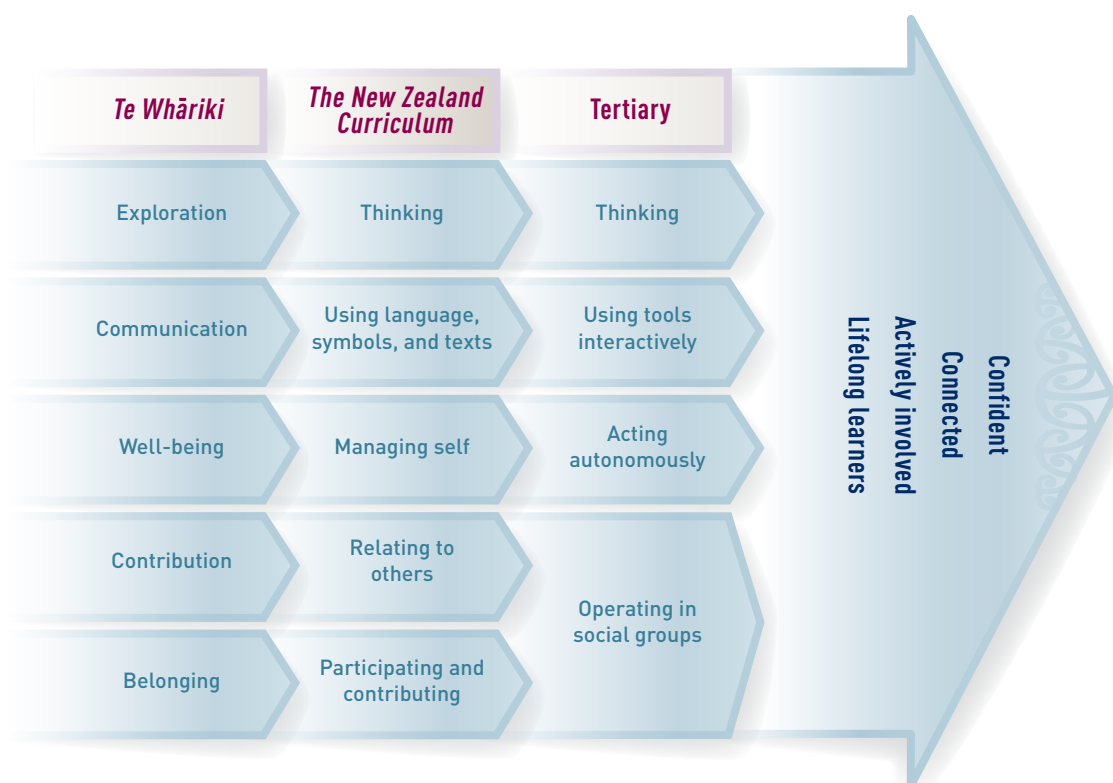 Te Whāriki
The New Zealand
Curriculum
Tertiary
Exploration
Thinking
Thinking
Communication
Using language,
symbols, and texts
Using tools
interactively
Well-being
Managing self
Acting
autonomously
Contribution
Relating to
others
Operating in
social groups
Belonging
Participating and
contributing
Confident
Connected
Actively involved
Lifelong learners